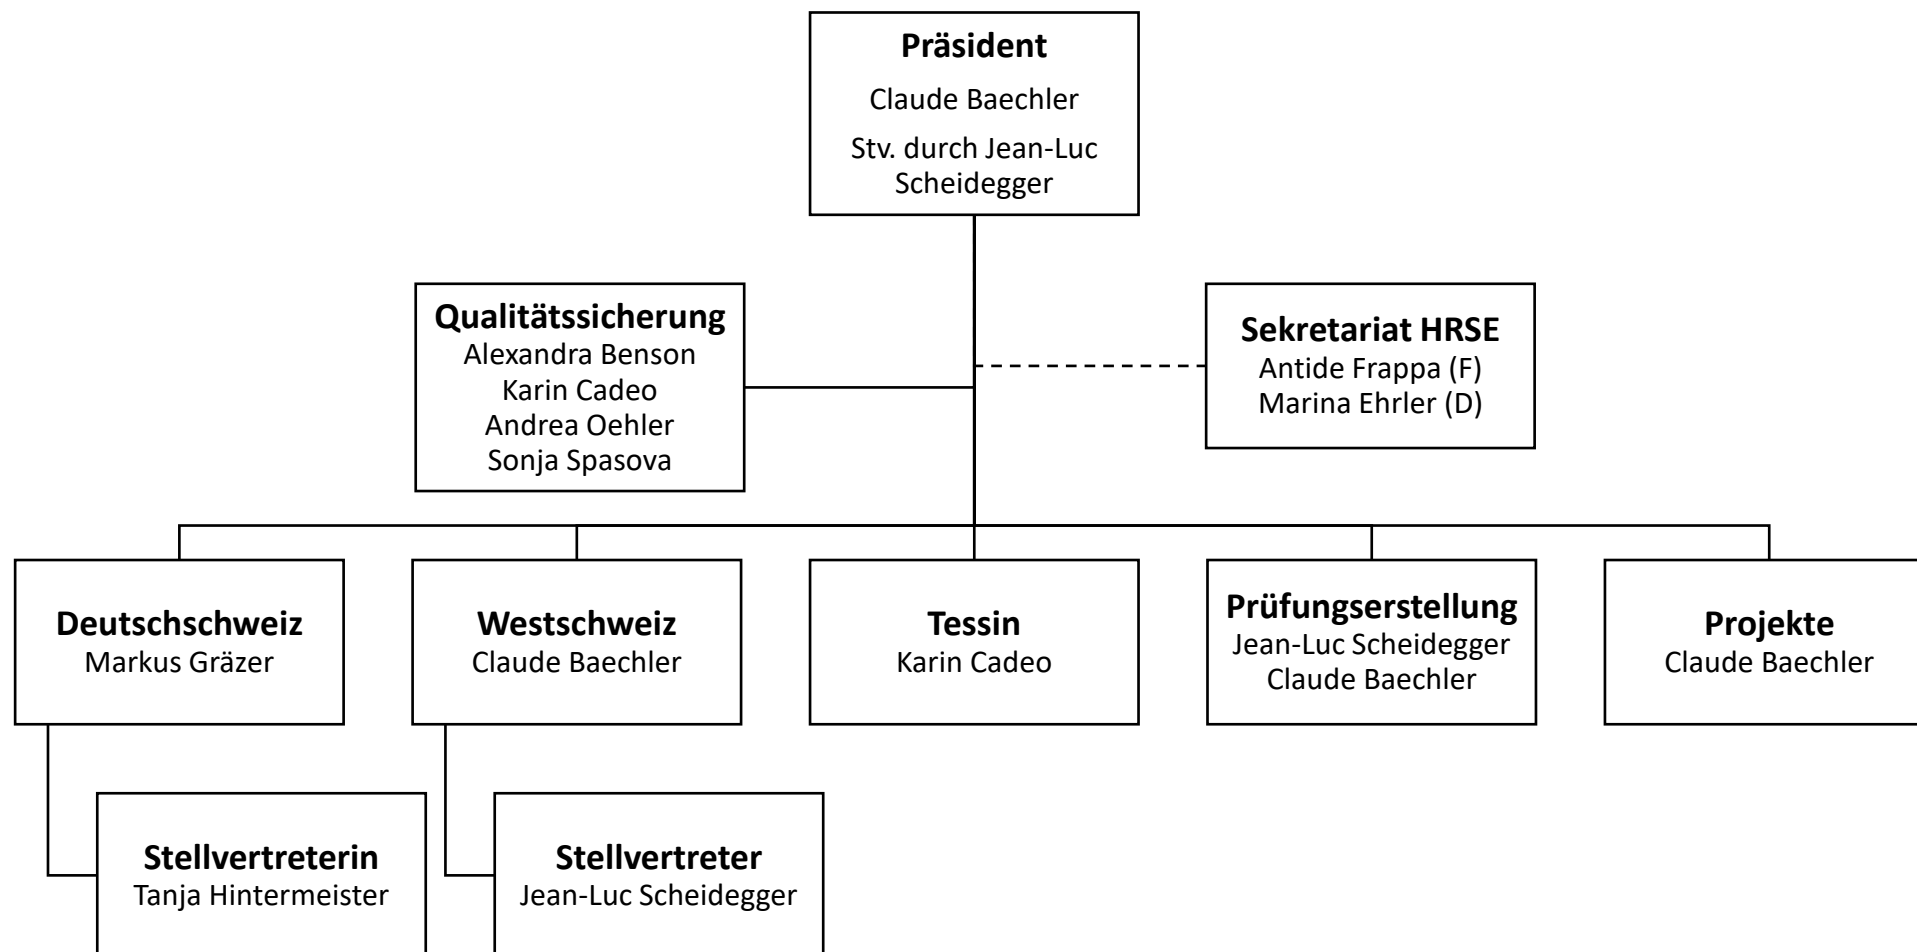 Präsident
Claude Baechler
Stv. durch Jean-Luc
Scheidegger
Qualitätssicherung
Alexandra Benson
Karin Cadeo
Andrea Oehler
Sonja Spasova
Sekretariat HRSE
Antide Frappa (F)
Marina Ehrler (D)
Deutschschweiz
Markus Gräzer
Westschweiz
Claude Baechler
Tessin
Karin Cadeo
Prüfungserstellung
Jean-Luc Scheidegger
Claude Baechler
Projekte
Claude Baechler
Stellvertreterin
Tanja Hintermeister
Stellvertreter
Jean-Luc Scheidegger